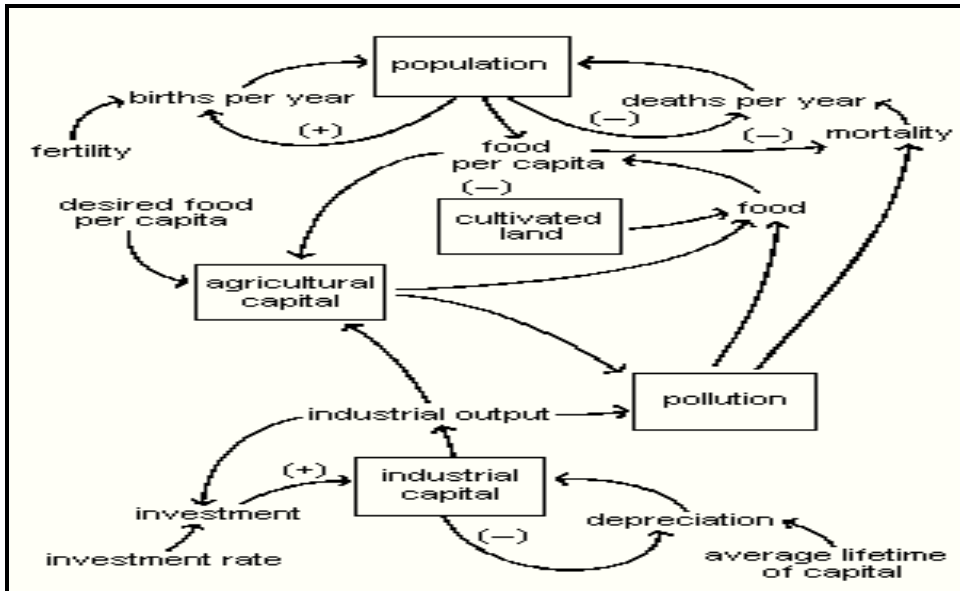 population
births per year
deaths per year
(+)
(—)
(—)
mortality
fertility
food
per capita
(—)
desired food
per capita
cultivated
land
food
agricultural
capital
pollution
industrial output
(+)
industrial
capital
investment
(—)
depreciation
investment rate
average lifetime
of capital